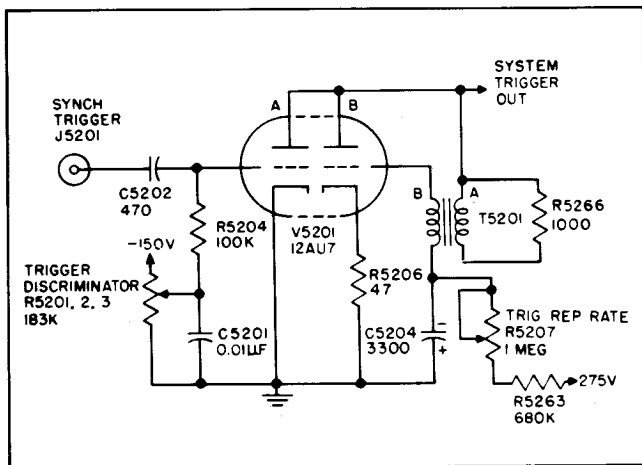 SYNCH
TRIGGER
J5201
C5202
470
A
B
SYSTEM
TRIGGER
OUT
R5204
100K
V5201
12AU7
B
A
T5201
R5266
1000
-150V
TRIGGER
DISCRIMINATOR
R5201, 2, 3
183K
C5201
0.01UUF
R5206
47
C5204
3300
-
+
TRIG REP RATE
R5207
1 MEG
R5263
680K
275V